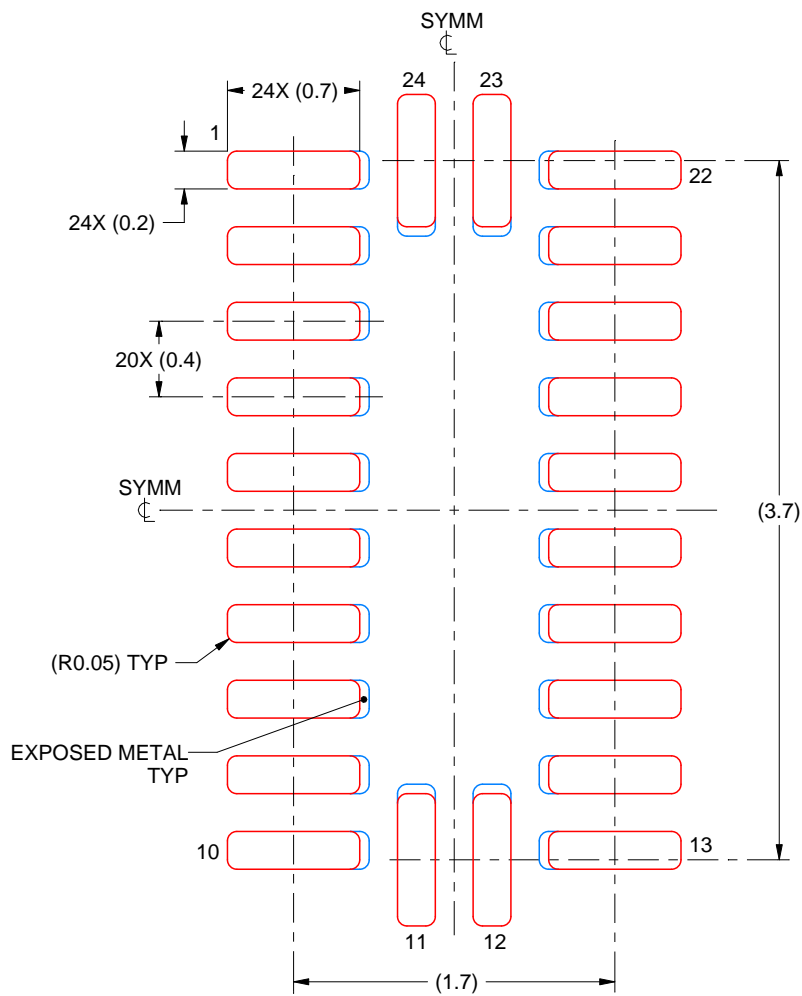 SYMM
℄
24X (0.7)
24
23
1
22
24X (0.2)
20X (0.4)
SYMM
℄
(3.7)
(R0.05) TYP
EXPOSED METAL
TYP
10
13
11
12
(1.7)